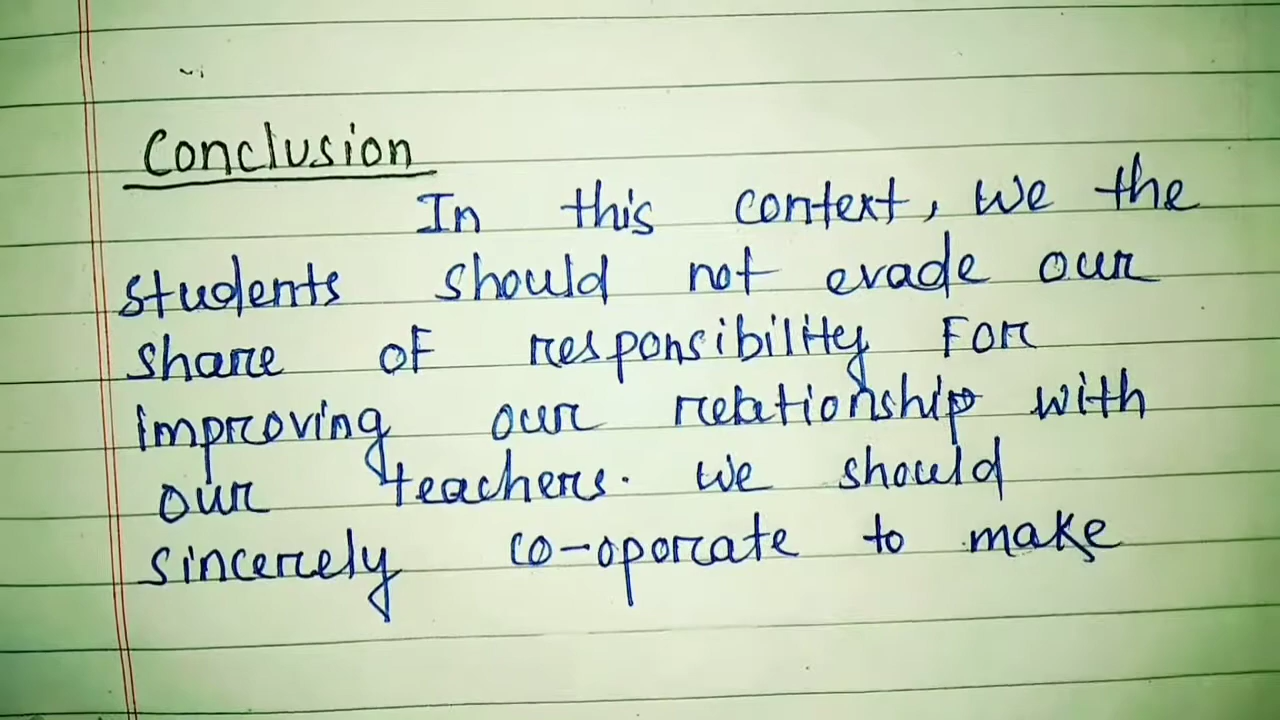 Conclusion
In this context, we the
students should not evade our
share of responsibility For
improving our relationship with
our teachers. We should
sincerely co-oporate to make